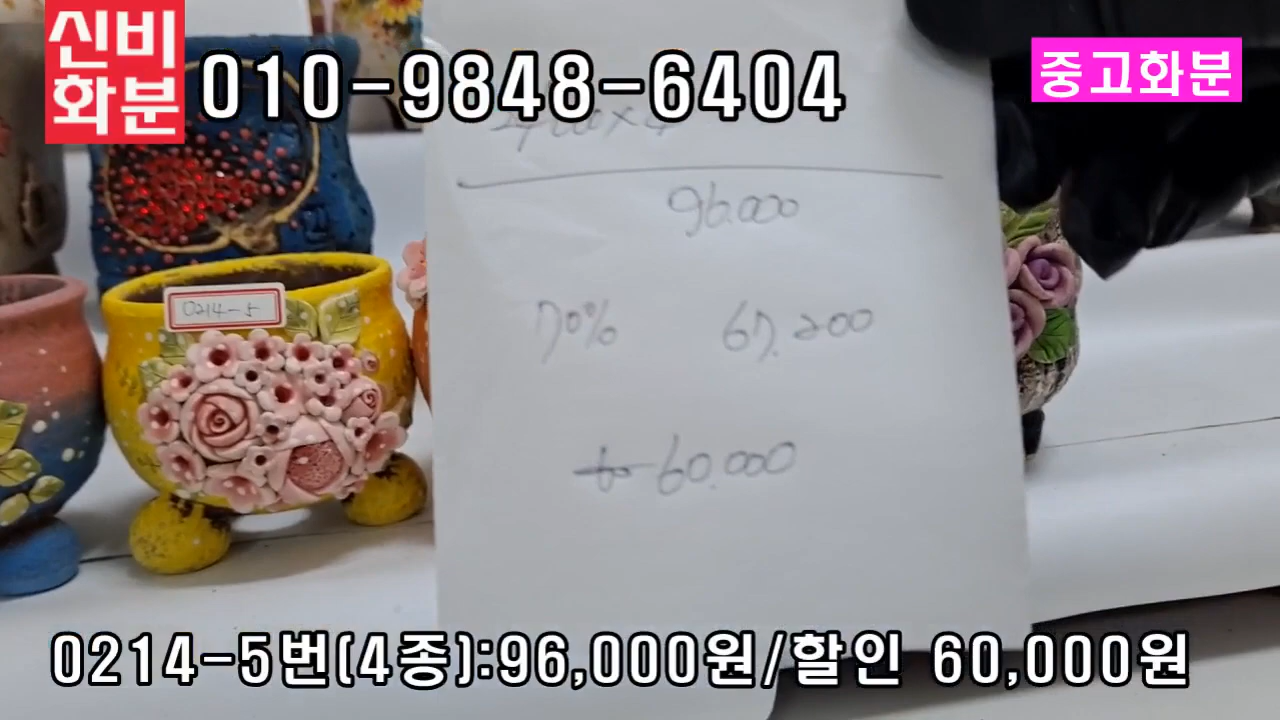 신비
화분
010-9848-6404
중고화분
96.000
0214-5
70% 67.200
60.000
0214-5번(4종):96,000원/할인 60,000원